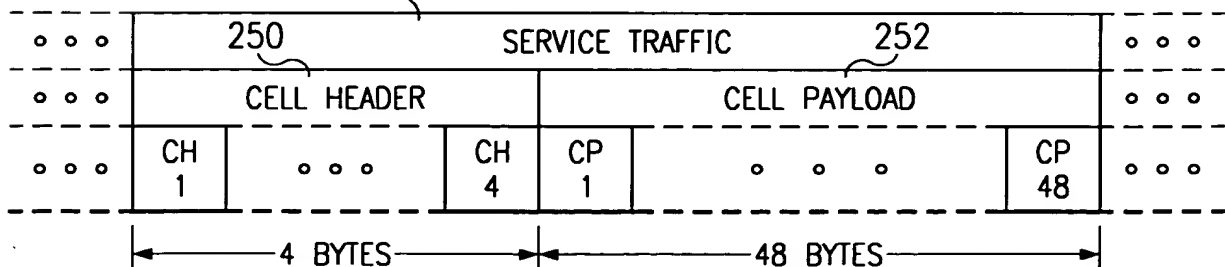 250 SERVICE TRAFFIC 252
CELL HEADER CELL PAYLOAD
CH 1 CH 4 CP 1 CP 48
4 BYTES 48 BYTES